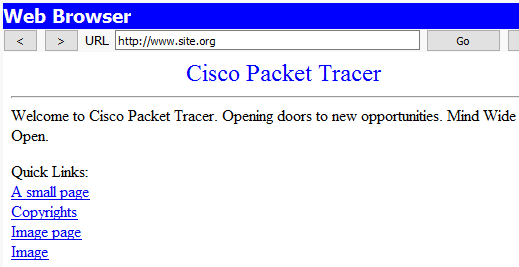 Web Browser
< > URL http://www.site.org Go
Cisco Packet Tracer
Welcome to Cisco Packet Tracer. Opening doors to new opportunities. Mind Wide
Open.
Quick Links:
A small page
Copyrights
Image page
Image